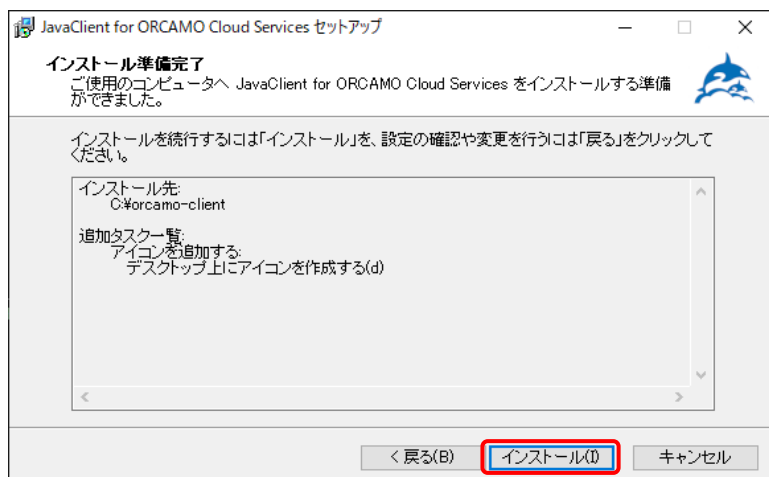 JavaClient for ORCAMO Cloud Services セットアップ
インストール準備完了
ご使用のコンピュータへ JavaClient for ORCAMO Cloud Services をインストールする準備
ができました。
インストールを続行するには「インストール」を、設定の確認や変更を行うには「戻る」をクリックして
ください。
インストール先:
C:¥orcamo-client
追加タスク一覧:
アイコンを追加する:
デスクトップ上にアイコンを作成する(d)
< 戻る(B)
インストール(I)
キャンセル